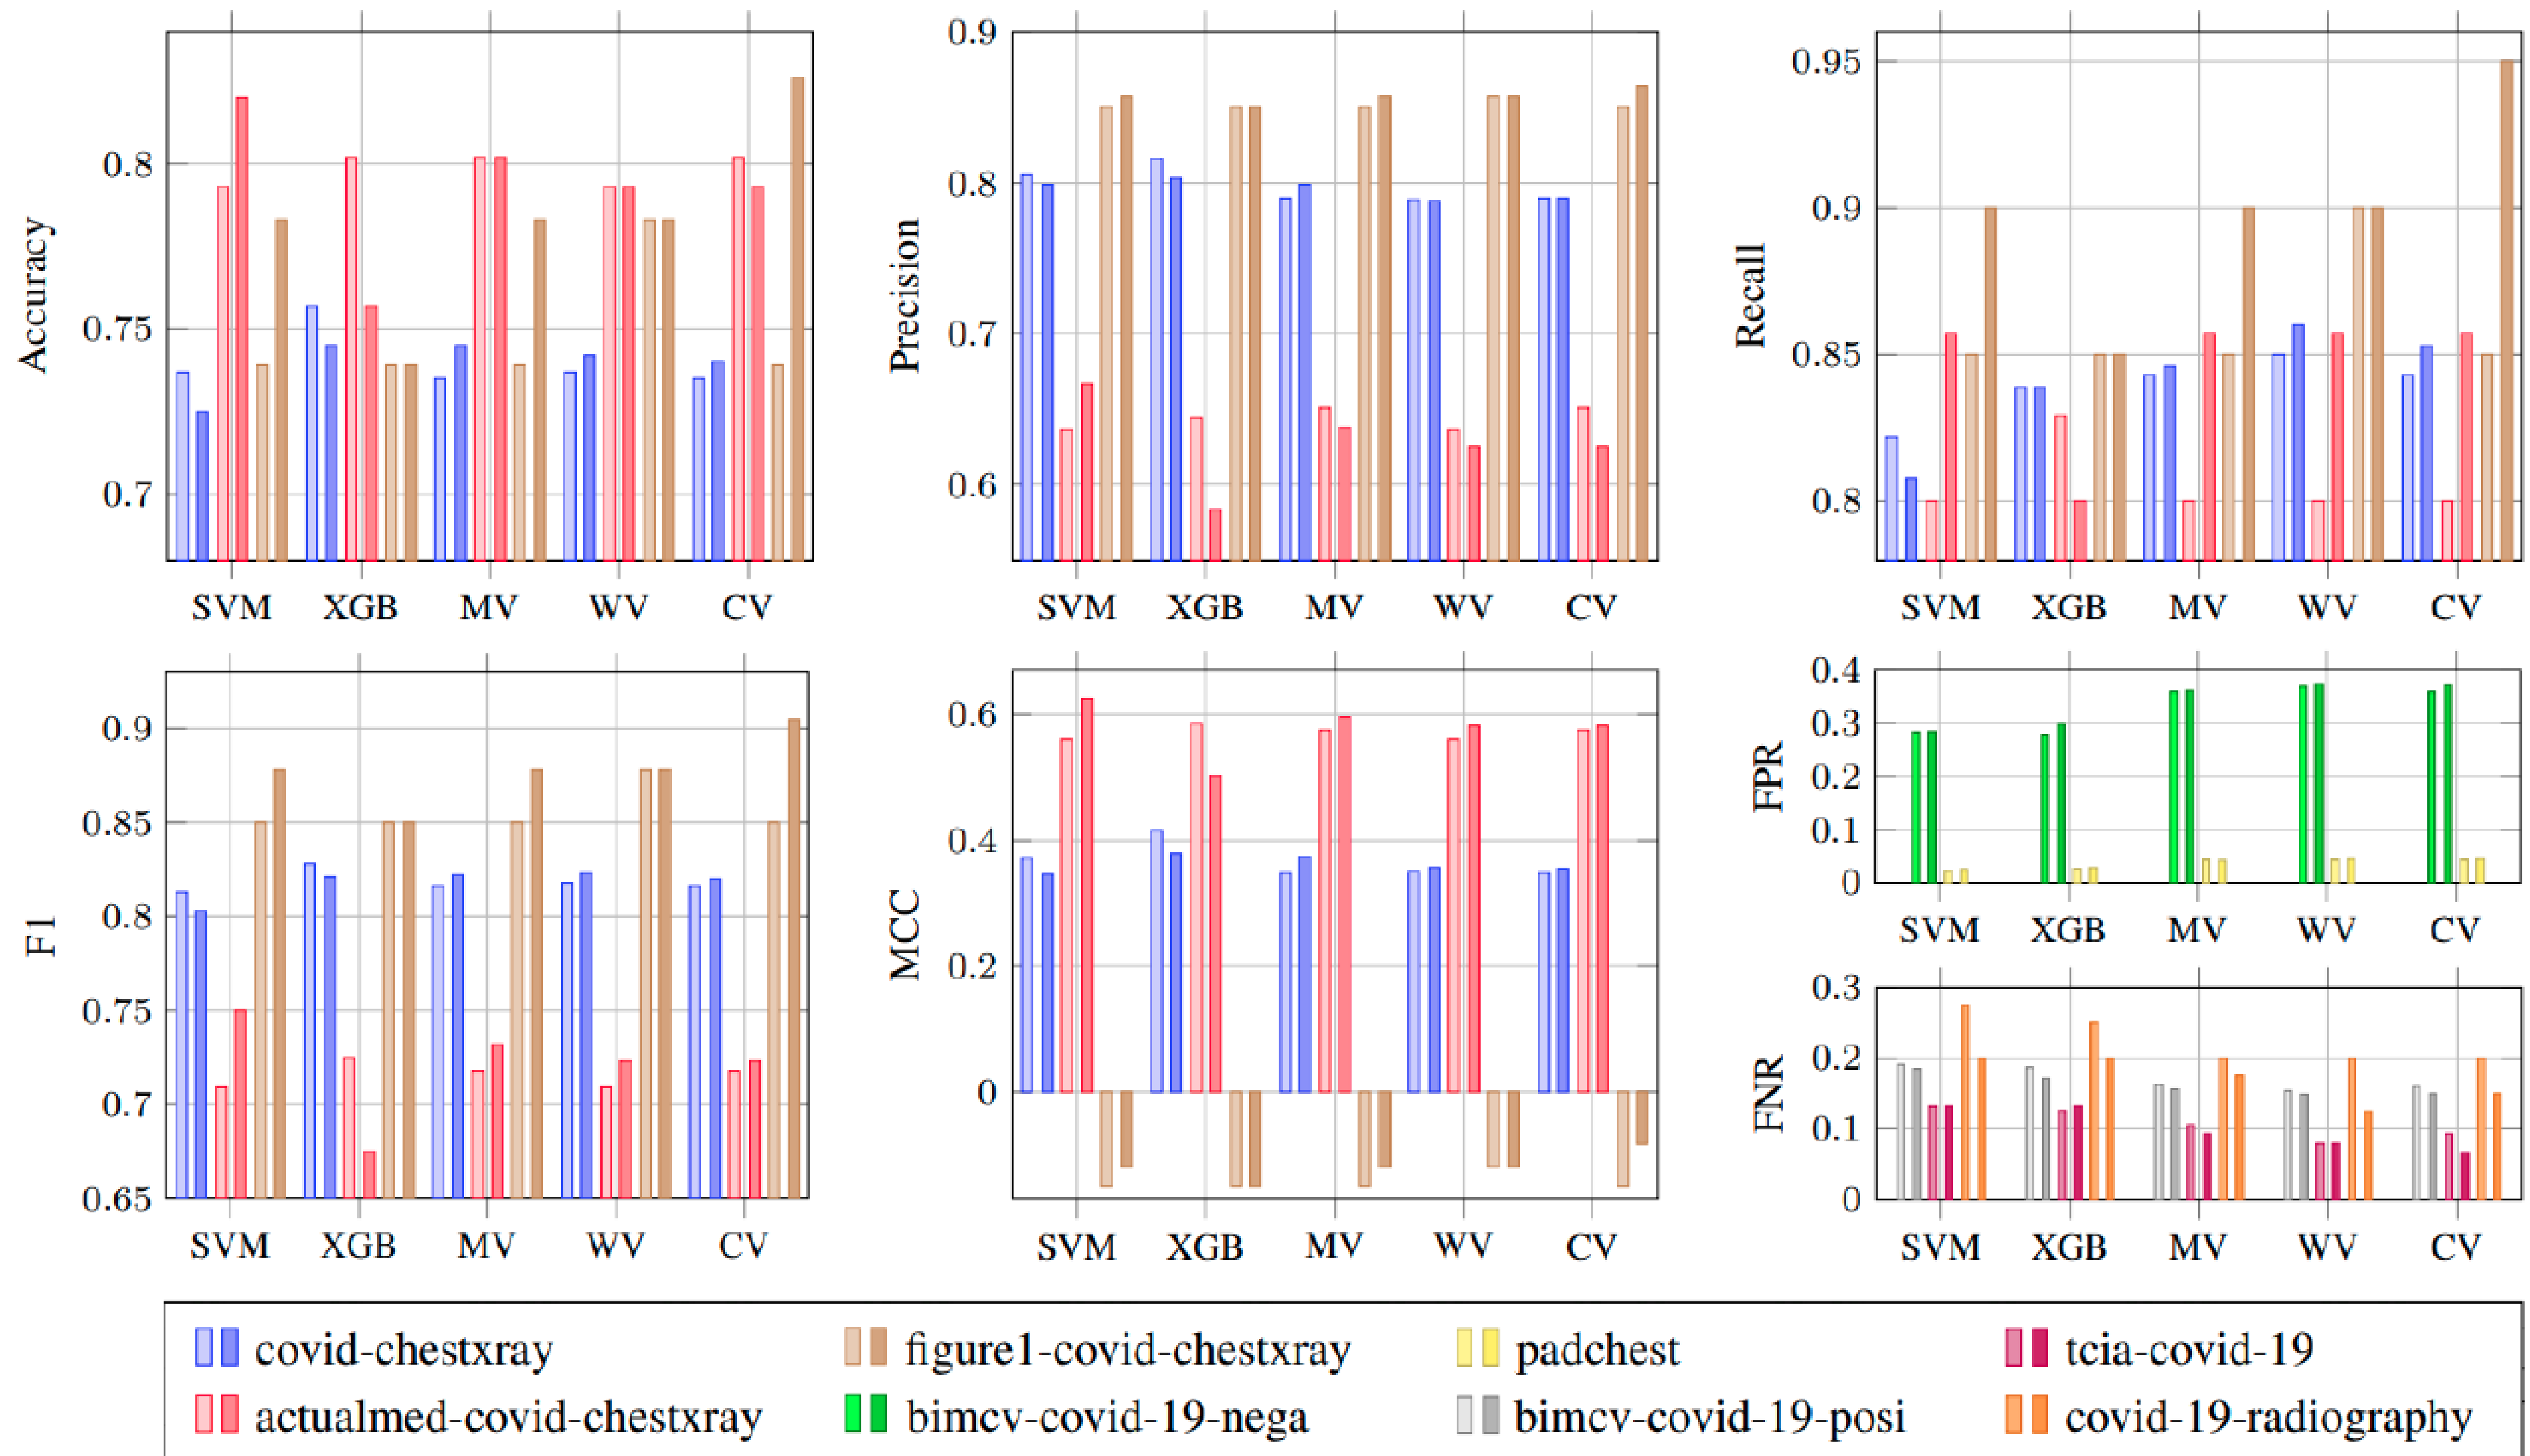 Accuracy
0.8
0.75
0.7
SVM XGB MV WV CV
Precision
0.9
0.8
0.7
0.6
SVM XGB MV WV CV
Recall
0.95
0.9
0.85
0.8
SVM XGB MV WV CV
F1
0.9
0.85
0.8
0.75
0.7
0.65
SVM XGB MV WV CV
MCC
0.6
0.4
0.2
0
SVM XGB MV WV CV
FPR
0.4
0.3
0.2
0.1
0
SVM XGB MV WV CV
FNR
0.3
0.2
0.1
0
SVM XGB MV WV CV
covid-chestxray figure1-covid-chestxray padchest tcia-covid-19
actualmed-covid-chestxray bimcv-covid-19-nega bimcv-covid-19-posi covid-19-radiography